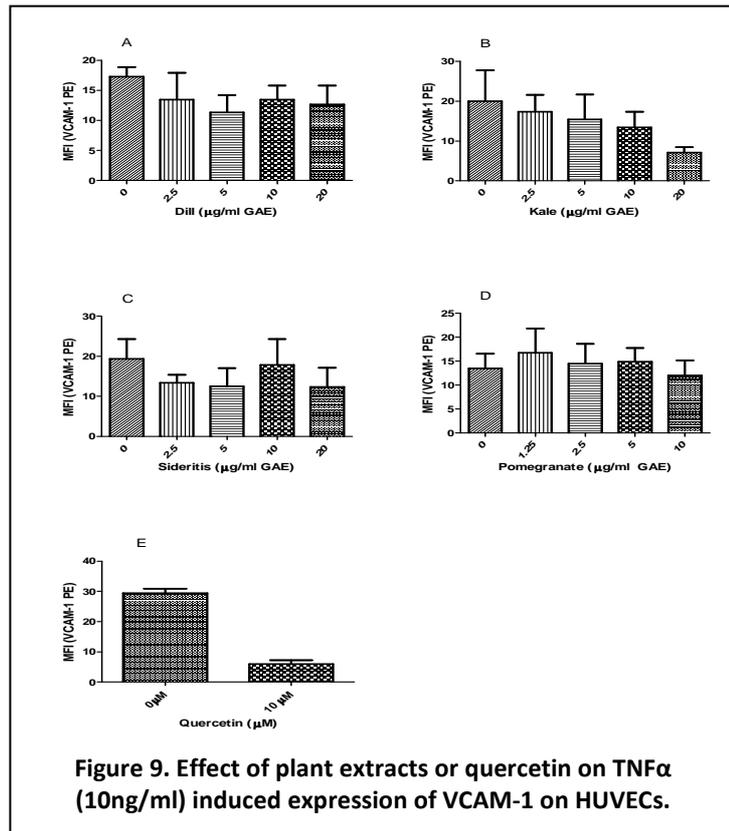 A
MFI (VCAM-1 PE)
20
15
10
5
0
0 2.5 5 10 20
Dill (μg/ml GAE)
B
MFI (VCAM-1 PE)
30
20
10
0
0 2.5 5 10 20
Kale (μg/ml GAE)
C
MFI (VCAM-1 PE)
30
20
10
0
0 2.5 5 10 20
Sideritis (μg/ml GAE)
D
MFI (VCAM-1 PE)
25
20
15
10
5
0
0 1.25 2.5 5 10
Pomegranate (μg/ml GAE)
E
MFI (VCAM-1 PE)
40
30
20
10
0
0μM 10 μM
Quercetin (μM)
Figure 9. Effect of plant extracts or quercetin on TNFα
(10ng/ml) induced expression of VCAM-1 on HUVECs.